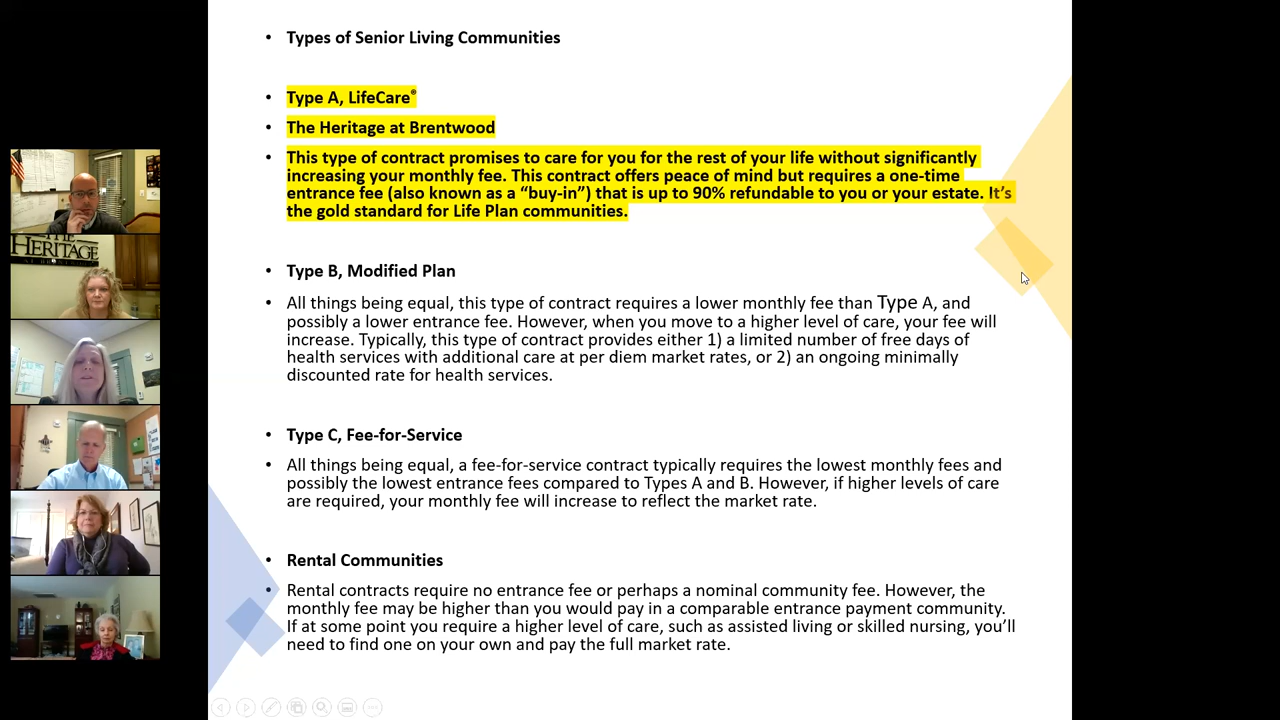 Types of Senior Living Communities
Type A, LifeCare®
The Heritage at Brentwood
This type of contract promises to care for you for the rest of your life without significantly
increasing your monthly fee. This contract offers peace of mind but requires a one-time
entrance fee (also known as a “buy-in”) that is up to 90% refundable to you or your estate. It’s
the gold standard for Life Plan communities.
Type B, Modified Plan
All things being equal, this type of contract requires a lower monthly fee than Type A, and
possibly a lower entrance fee. However, when you move to a higher level of care, your fee will
increase. Typically, this type of contract provides either 1) a limited number of free days of
health services with additional care at per diem market rates, or 2) an ongoing minimally
discounted rate for health services.
Type C, Fee-for-Service
All things being equal, a fee-for-service contract typically requires the lowest monthly fees and
possibly the lowest entrance fees compared to Types A and B. However, if higher levels of care
are required, your monthly fee will increase to reflect the market rate.
Rental Communities
Rental contracts require no entrance fee or perhaps a nominal community fee. However, the
monthly fee may be higher than you would pay in a comparable entrance payment community.
If at some point you require a higher level of care, such as assisted living or skilled nursing, you’ll
need to find one on your own and pay the full market rate.
THE
HERITAGE